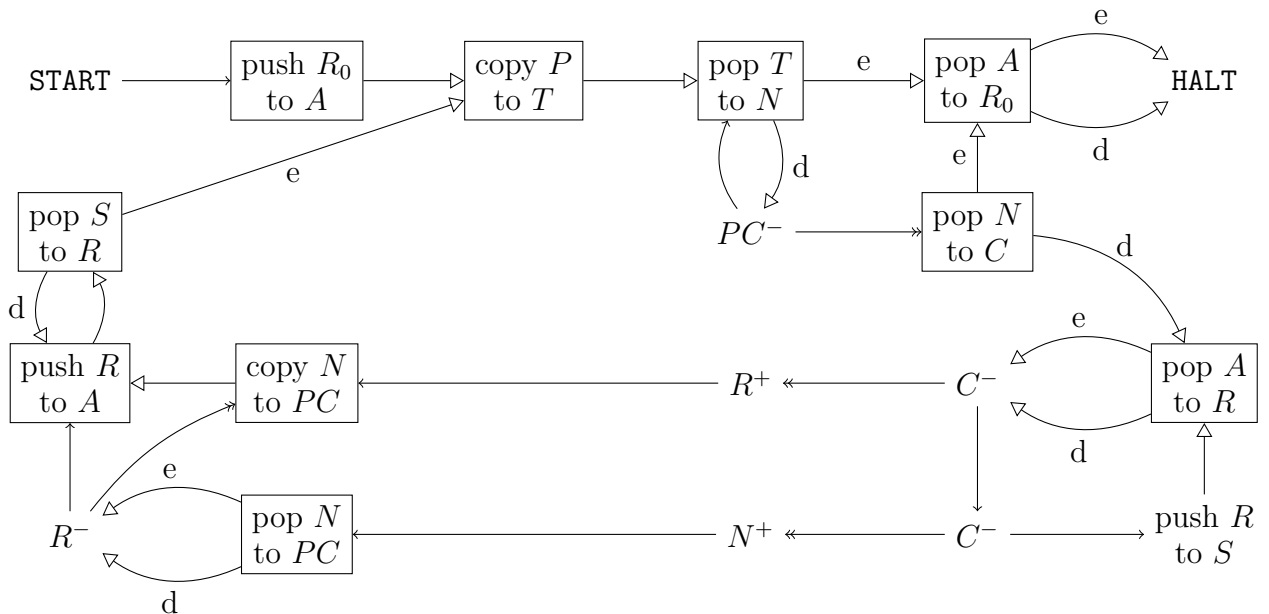 e
START
push R₀
to A
copy P
to T
pop T
to N
e
pop A
to R₀
HALT
d
d
e
e
pop S
to R
PC⁻
pop N
to C
d
d
e
push R
to A
copy N
to PC
R⁺
C⁻
pop A
to R
d
e
R⁻
pop N
to PC
N⁺
C⁻
push R
to S
d